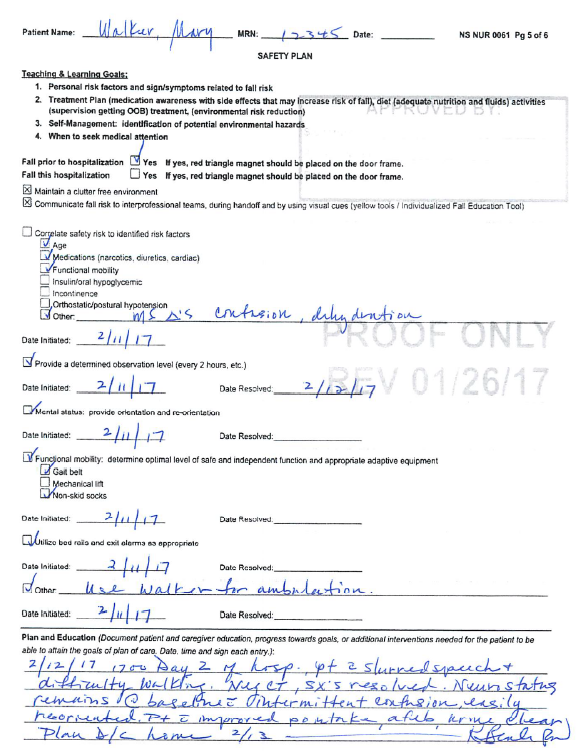 Patient Name: Walker, Mary MRN: 12345 Date: NS NUR 0061 Pg 5 of 6
SAFETY PLAN
Teaching & Learning Goals:
1. Personal risk factors and sign/symptoms related to fall risk
2. Treatment Plan (medication awareness with side effects that may increase risk of fall), diet (adequate nutrition and fluids) activities
(supervision getting OOB) treatment, (environmental risk reduction)
APPROVED BY:
3. Self-Management: identification of potential environmental hazards
4. When to seek medical attention
Fall prior to hospitalization Yes If yes, red triangle magnet should be placed on the door frame.
Fall this hospitalization Yes If yes, red triangle magnet should be placed on the door frame.
Maintain a clutter free environment
Communicate fall risk to interprofessional teams, during handoff and by using visual cues (yellow tools / Individualized Fall Education Tool)
Correlate safety risk to identified risk factors
Age
Medications (narcotics, diuretics, cardiac)
Functional mobility
Insulin/oral hypoglycemic
Incontinence
Orthostatic/postural hypotension
Other: MS Δ'S confusion, dehydration
PROOF ONLY
Date Initiated: 2/11/17
Provide a determined observation level (every 2 hours, etc.)
REV 01/26/17
Date Initiated: 2/11/17 Date Resolved: 2/12/17
Mental status: provide orientation and re-orientation
Date Initiated: 2/11/17 Date Resolved:
Functional mobility: determine optimal level of safe and independent function and appropriate adaptive equipment
Gait belt
Mechanical lift
Non-skid socks
Date Initiated: 2/11/17 Date Resolved:
Utilize bed rails and exit alarms as appropriate
Date Initiated: 2/11/17 Date Resolved:
Other Use walker for ambulation.
Date Initiated: 2/11/17 Date Resolved:
Plan and Education (Document patient and caregiver education, progress towards goals, or additional interventions needed for the patient to be
able to attain the goals of plan of care. Date, time and sign each entry.):
2/12/17 1700 Day 2 of hosp. pt c̄ slurred speech +
difficulty walking. Neg CT, sx's resolved. Neuro status
remains @ baseline c̄ intermittent confusion, easily
reoriented. Pt c̄ improved po intake, afeb, urine clear
Plan D/c home 2/13 RN